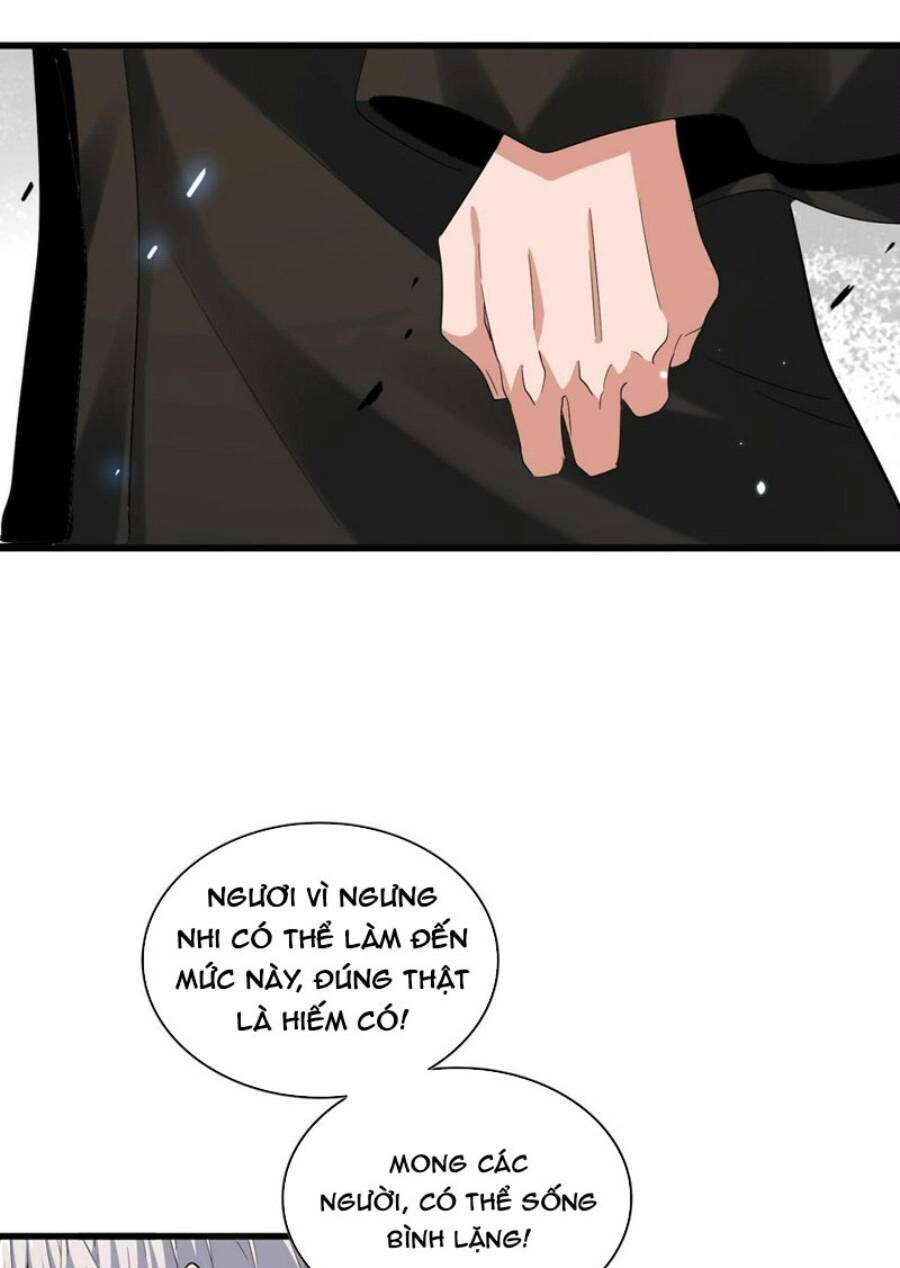 NGƯƠI VÌ NGƯNG
NHI CÓ THỂ LÀM ĐẾN
MỨC NÀY, ĐÚNG THẬT
LÀ HIẾM CÓ!
MONG CÁC
NGƯỜI, CÓ THỂ SỐNG
BÌNH LẶNG!